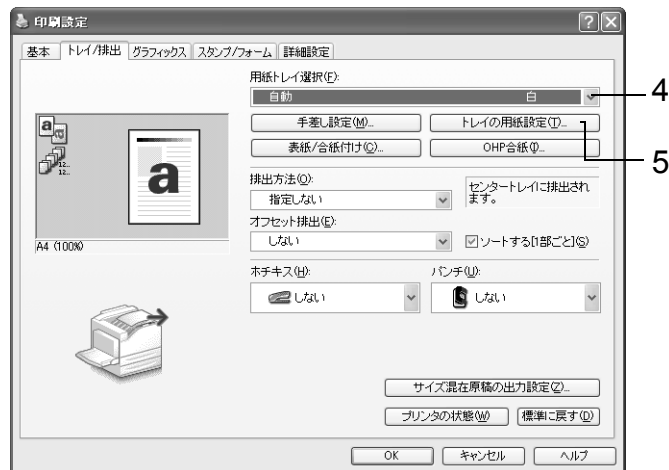 印刷設定
基本 トレイ/排出 グラフィックス スタンプ/フォーム 詳細設定
用紙トレイ選択(F):
自動 白
4
手差し設定(M)... トレイの用紙設定(T)...
5
表紙/合紙付け(C)... OHP合紙(I)...
排出方法(O):
指定しない
センタートレイに排出され
ます。
オフセット排出(E):
しない
ソートする[1部ごと](S)
a
a
12...
12...
a
A4 (100%)
ホチキス(H): パンチ(U):
しない しない
サイズ混在原稿の出力設定(Z)...
プリンタの状態(W) 標準に戻す(D)
OK キャンセル ヘルプ